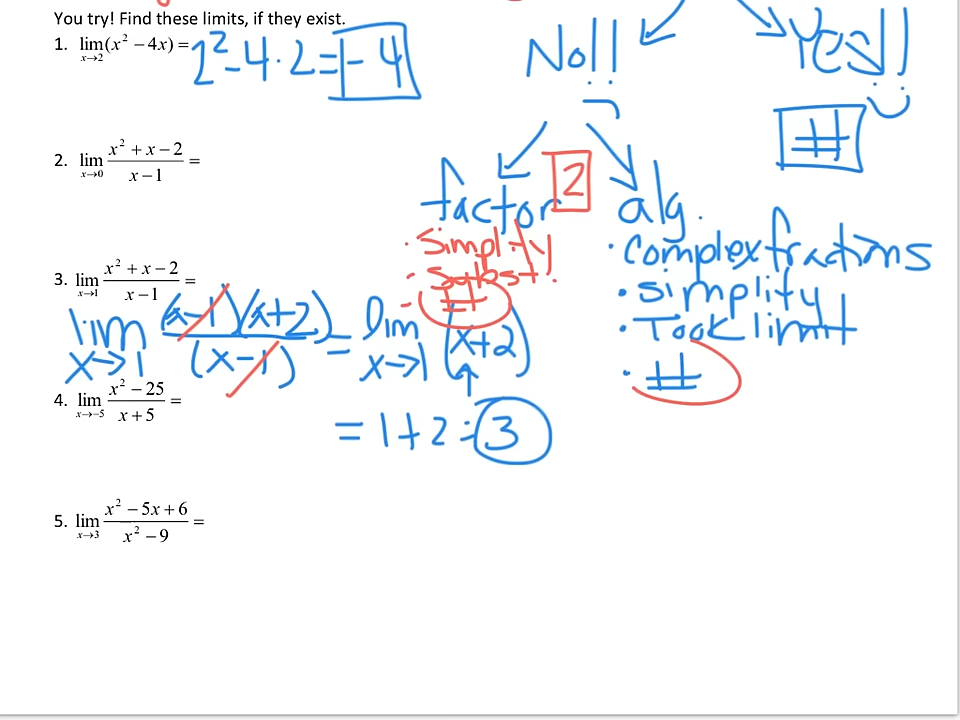 You try! Find these limits, if they exist.
1. lim x→2 (x² − 4x) = 2² − 4 · 2 = −4
No!!
Yes!!
#
2. lim x→0 (x² + x − 2)/(x − 1) =
2
factor
alg.
· Simplify
· complex fractions
- #
· simplify
· Took limit
· #
3. lim x→1 (x² + x − 2)/(x − 1) =
lim x→1 (x−1)(x+2)/(x−1) = lim x→1 (x+2)
= 1+2 = 3
4. lim x→−5 (x² − 25)/(x + 5) =
5. lim x→3 (x² − 5x + 6)/(x² − 9) =